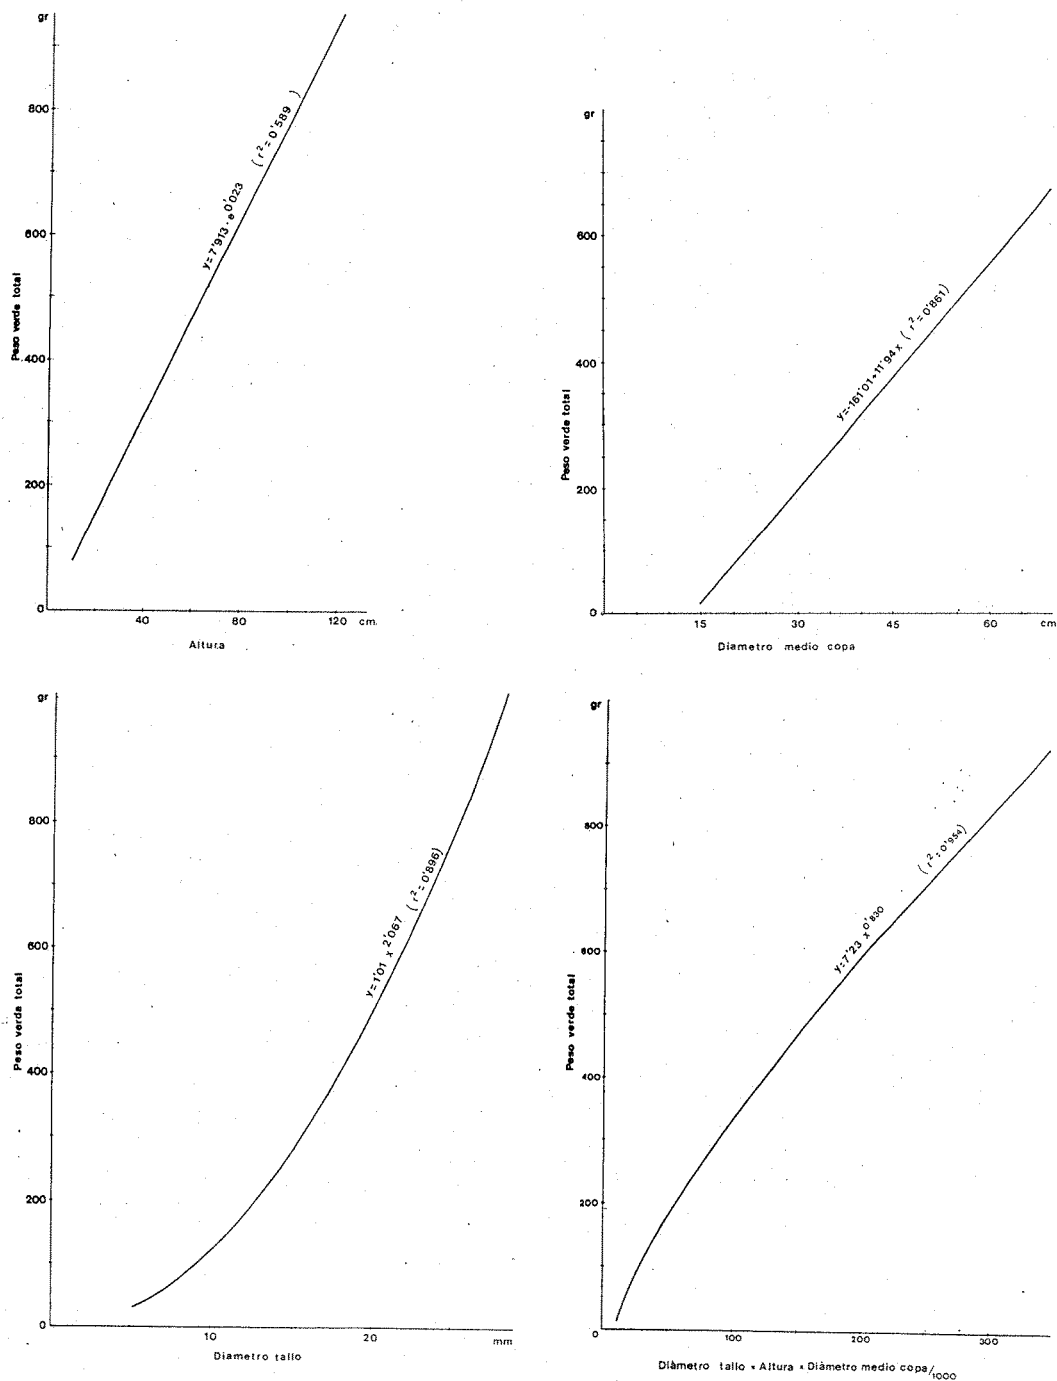 gr
800
600
400
200
0
Peso verde total
y=7'913·e0'023 (r²=0'589 )
40 80 120 cm.
Altura
gr
600
400
200
0
Peso verde total
y=-161'01+11'94 x (r²=0'861)
15 30 45 60 cm
Diametro medio copa
gr
800
600
400
200
0
Peso verda total
y=1'01 x 2'067 (r²=0'896)
10 20 mm
Diametro tallo
gr
800
600
400
200
0
Peso verde total
y=7'23 x 0'830 (r²=0'954)
100 200 300
Diàmetro tallo × Altura × Diàmetro medio copa/1000